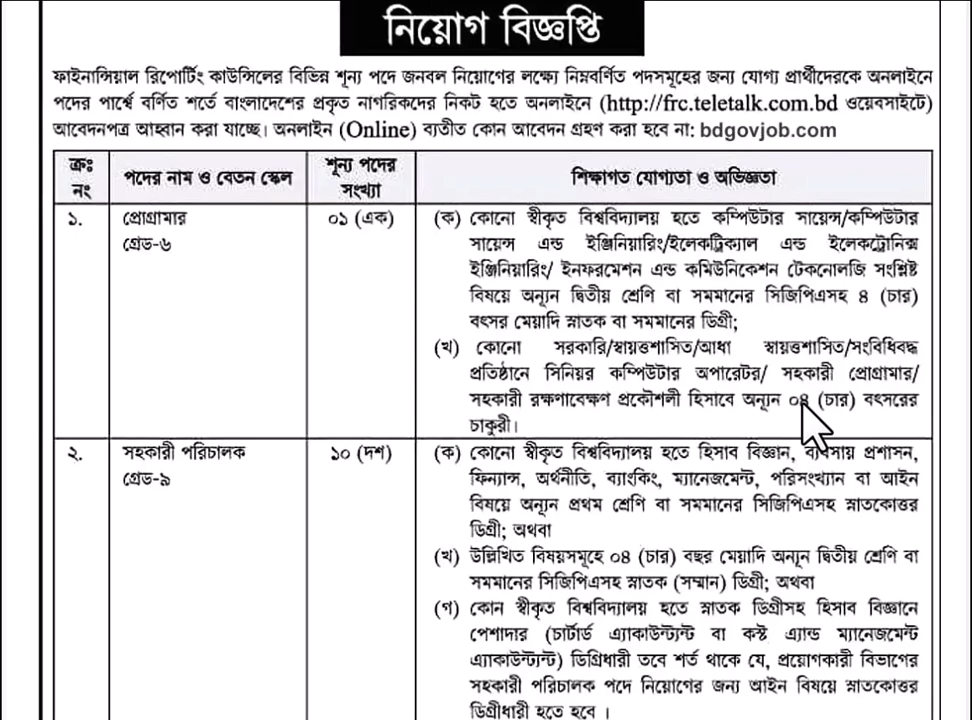 নিয়োগ বিজ্ঞপ্তি
ফাইনান্সিয়াল রিপোর্টিং কাউন্সিলের বিভিন্ন শূন্য পদে জনবল নিয়োগের লক্ষ্যে নিম্নবর্ণিত পদসমূহের জন্য যোগ্য প্রার্থীদেরকে অনলাইনে
পদের পার্শ্বে বর্ণিত শর্তে বাংলাদেশের প্রকৃত নাগরিকদের নিকট হতে অনলাইনে (http://frc.teletalk.com.bd ওয়েবসাইটে)
আবেদনপত্র আহ্বান করা যাচ্ছে। অনলাইন (Online) ব্যতীত কোন আবেদন গ্রহণ করা হবে না: bdgovjob.com
ক্রঃ নং
পদের নাম ও বেতন স্কেল
শূন্য পদের সংখ্যা
শিক্ষাগত যোগ্যতা ও অভিজ্ঞতা
১.
প্রোগ্রামার
গ্রেড-৬
০১ (এক)
(ক) কোনো স্বীকৃত বিশ্ববিদ্যালয় হতে কম্পিউটার সায়েন্স/কম্পিউটার
সায়েন্স এন্ড ইঞ্জিনিয়ারিং/ইলেকট্রিক্যাল এন্ড ইলেকট্রোনিক্স
ইঞ্জিনিয়ারিং/ ইনফরমেশন এন্ড কমিউনিকেশন টেকনোলজি সংশ্লিষ্ট
বিষয়ে অন্যূন দ্বিতীয় শ্রেণি বা সমমানের সিজিপিএসহ ৪ (চার)
বৎসর মেয়াদি স্নাতক বা সমমানের ডিগ্রী;
(খ) কোনো সরকারি/স্বায়ত্তশাসিত/আধা স্বায়ত্তশাসিত/সংবিধিবদ্ধ
প্রতিষ্ঠানে সিনিয়র কম্পিউটার অপারেটর/ সহকারী প্রোগ্রামার/
সহকারী রক্ষণাবেক্ষণ প্রকৌশলী হিসাবে অন্যূন ০৪ (চার) বৎসরের
চাকুরী।
২.
সহকারী পরিচালক
গ্রেড-৯
১০ (দশ)
(ক) কোনো স্বীকৃত বিশ্ববিদ্যালয় হতে হিসাব বিজ্ঞান, ব্যবসায় প্রশাসন,
ফিন্যান্স, অর্থনীতি, ব্যাংকিং, ম্যানেজমেন্ট, পরিসংখ্যান বা আইন
বিষয়ে অন্যূন প্রথম শ্রেণি বা সমমানের সিজিপিএসহ স্নাতকোত্তর
ডিগ্রী; অথবা
(খ) উল্লিখিত বিষয়সমূহে ০৪ (চার) বছর মেয়াদি অন্যূন দ্বিতীয় শ্রেণি বা
সমমানের সিজিপিএসহ স্নাতক (সম্মান) ডিগ্রী; অথবা
(গ) কোন স্বীকৃত বিশ্ববিদ্যালয় হতে স্নাতক ডিগ্রীসহ হিসাব বিজ্ঞানে
পেশাদার (চার্টার্ড এ্যাকাউন্ট্যন্ট বা কস্ট এ্যান্ড ম্যানেজমেন্ট
এ্যাকাউন্ট্যন্ট) ডিগ্রিধারী তবে শর্ত থাকে যে, প্রয়োগকারী বিভাগের
সহকারী পরিচালক পদে নিয়োগের জন্য আইন বিষয়ে স্নাতকোত্তর
ডিগ্রীধারী হতে হবে ।